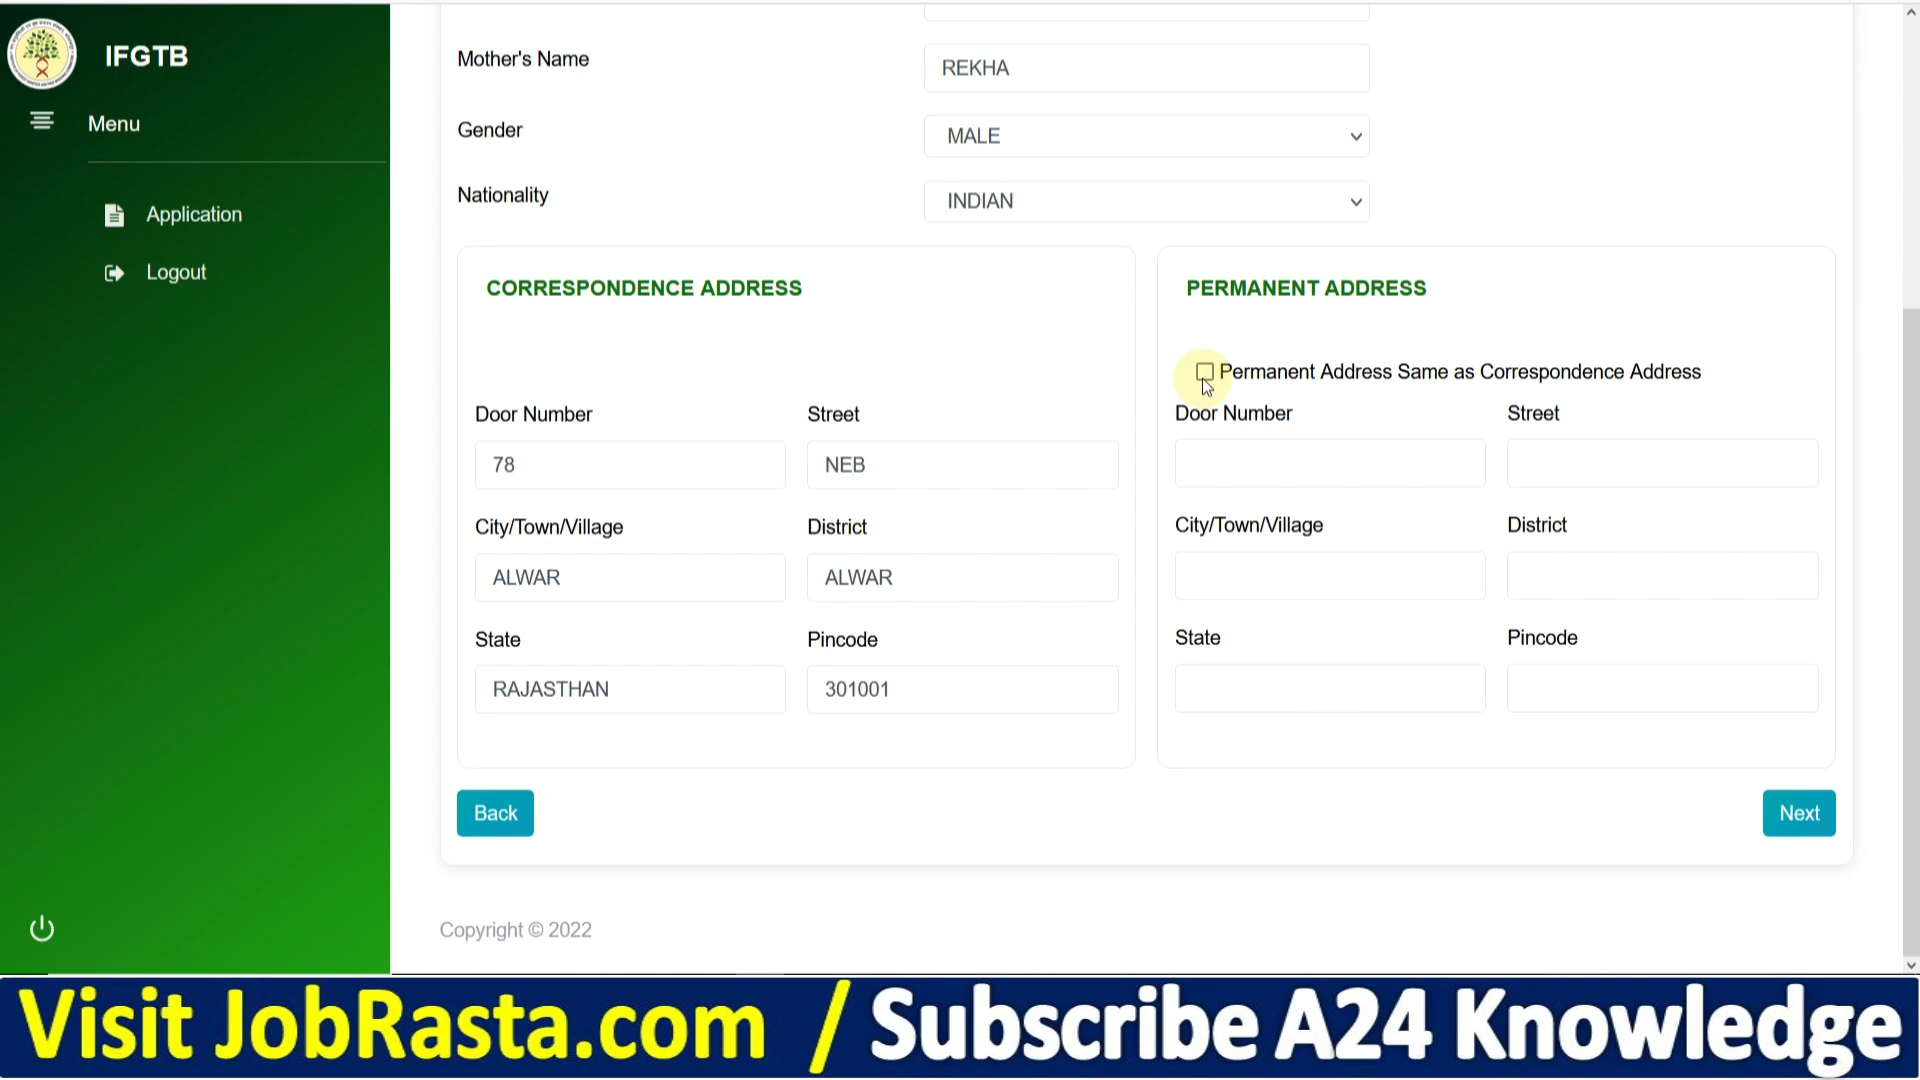 IFGTB
Menu
Application
Logout
Mother's Name
REKHA
Gender
MALE
Nationality
INDIAN
CORRESPONDENCE ADDRESS
Door Number
Street
78
NEB
City/Town/Village
District
ALWAR
ALWAR
State
Pincode
RAJASTHAN
301001
PERMANENT ADDRESS
Permanent Address Same as Correspondence Address
Door Number
Street
City/Town/Village
District
State
Pincode
Back
Next
Copyright © 2022
Visit JobRasta.com / Subscribe A24 Knowledge